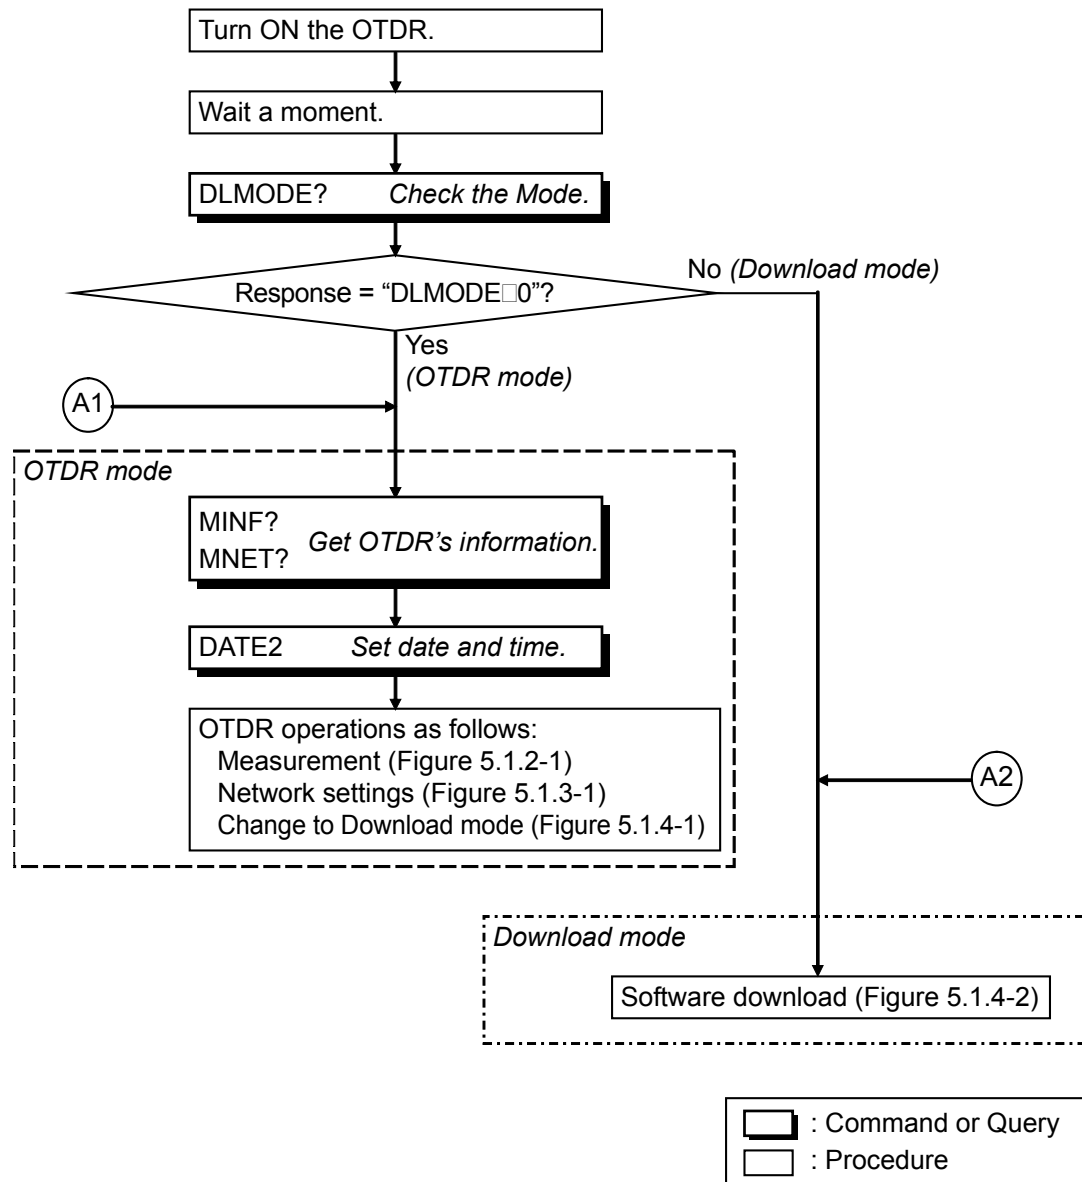 Turn ON the OTDR.
Wait a moment.
DLMODE? Check the Mode.
Response = “DLMODE□0”?
No (Download mode)
Yes
(OTDR mode)
A1
OTDR mode
MINF?
MNET?
Get OTDR’s information.
DATE2 Set date and time.
OTDR operations as follows:
Measurement (Figure 5.1.2-1)
Network settings (Figure 5.1.3-1)
Change to Download mode (Figure 5.1.4-1)
A2
Download mode
Software download (Figure 5.1.4-2)
: Command or Query
: Procedure